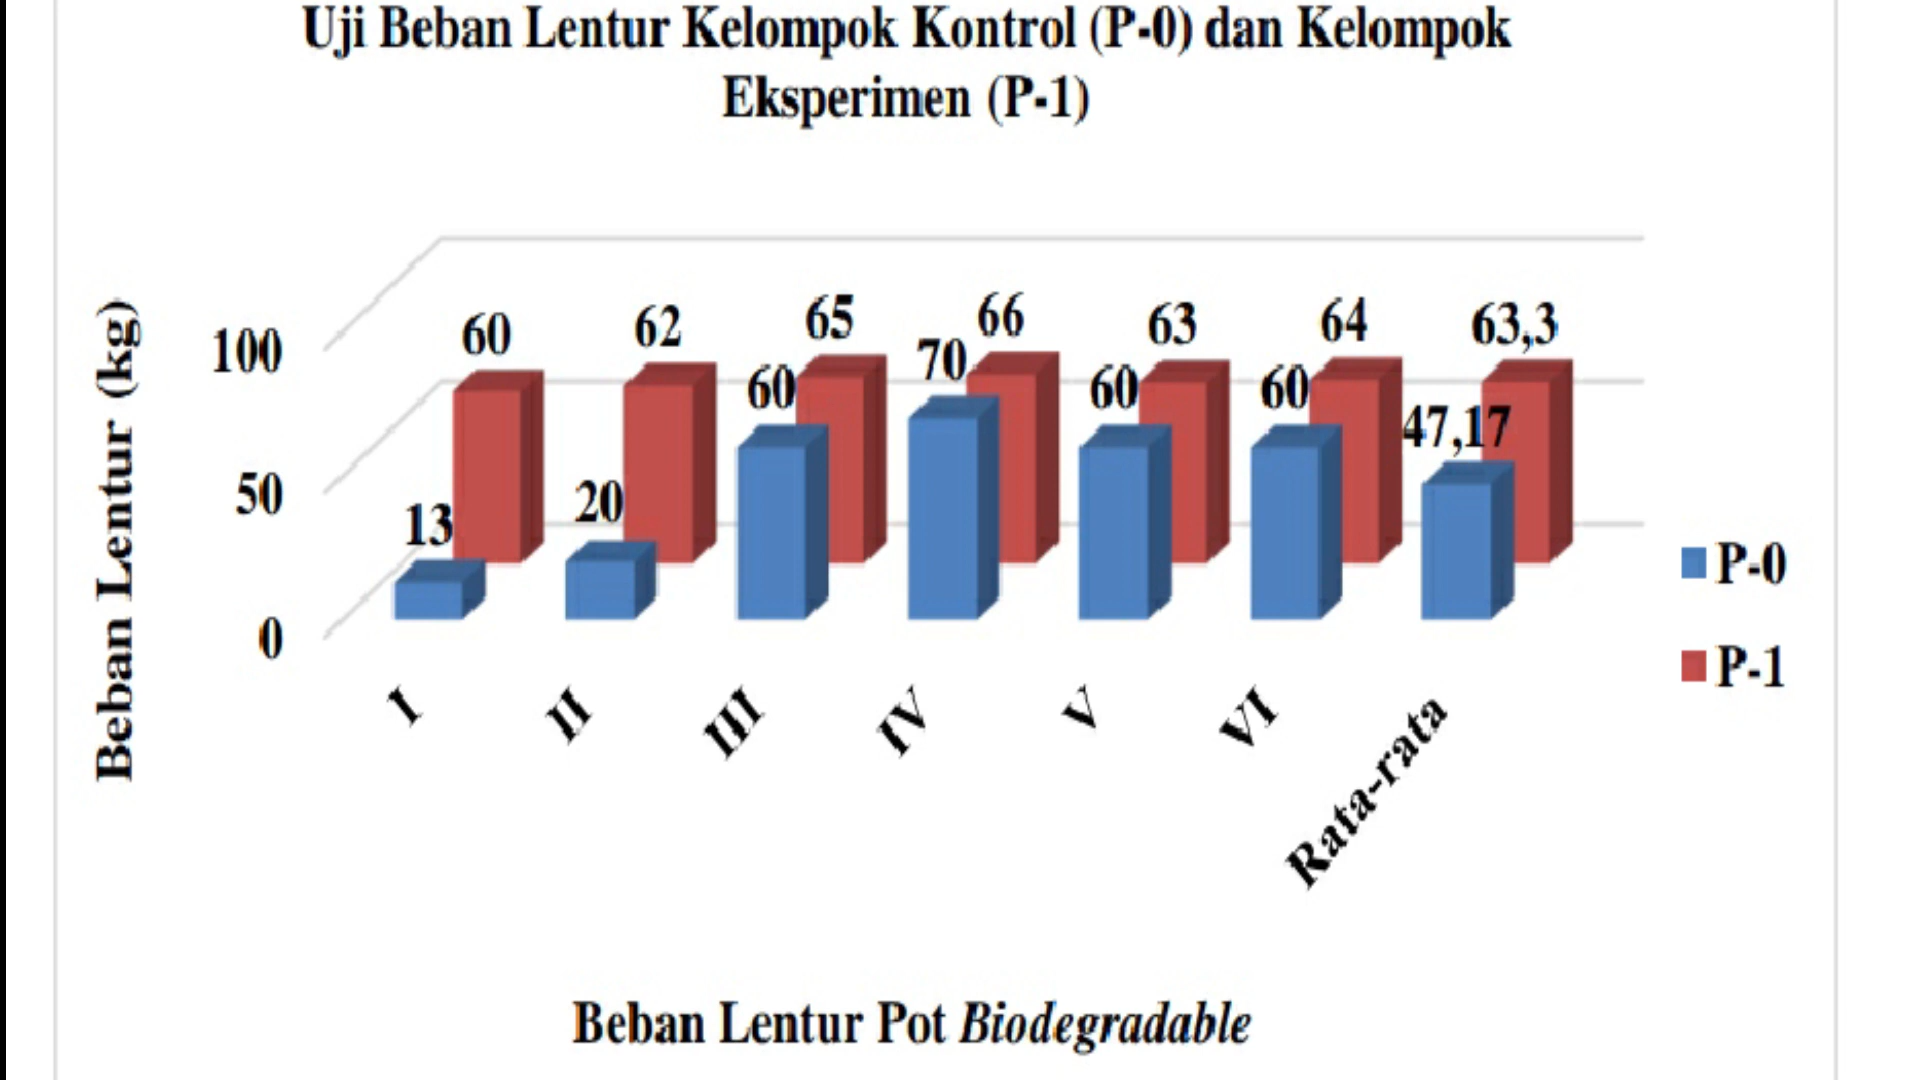 Uji Beban Lentur Kelompok Kontrol (P-0) dan Kelompok
Eksperimen (P-1)
Beban Lentur (kg)
100
50
0
60
62
65
66
63
64
63,3
13
20
60
70
60
60
47,17
I
II
III
IV
V
VI
Rata-rata
P-0
P-1
Beban Lentur Pot Biodegradable